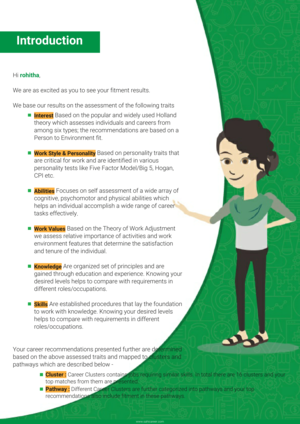 Introduction
Hi rohitha,
We are as excited as you to see your fitment results.
We base our results on the assessment of the following traits
Interest Based on the popular and widely used Holland
theory which assesses individuals and careers from
among six types; the recommendations are based on a
Person to Environment fit.
Work Style & Personality Based on personality traits that
are critical for work and are identified in various
personality tests like Five Factor Model/Big 5, Hogan,
CPI etc.
Abilities Focuses on self assessment of a wide array of
cognitive, psychomotor and physical abilities which
helps an individual accomplish a wide range of career
tasks effectively.
Work Values Based on the Theory of Work Adjustment
we assess relative importance of activities and work
environment features that determine the satisfaction
and tenure of the individual.
Knowledge Are organized set of principles and are
gained through education and experience. Knowing your
desired levels helps to compare with requirements in
different roles/occupations.
Skills Are established procedures that lay the foundation
to work with knowledge. Knowing your desired levels
helps to compare with requirements in different
roles/occupations.
Your career recommendations presented further are determined
based on the above assessed traits and mapped to clusters and
pathways which are described below -
Cluster : Career Clusters contain jobs requiring similar skills. In total, there are 16 clusters and your
top matches from them are presented.
Pathway : Different Career Clusters are further categorized into pathways and your top
recommendations also include fitment in these pathways.